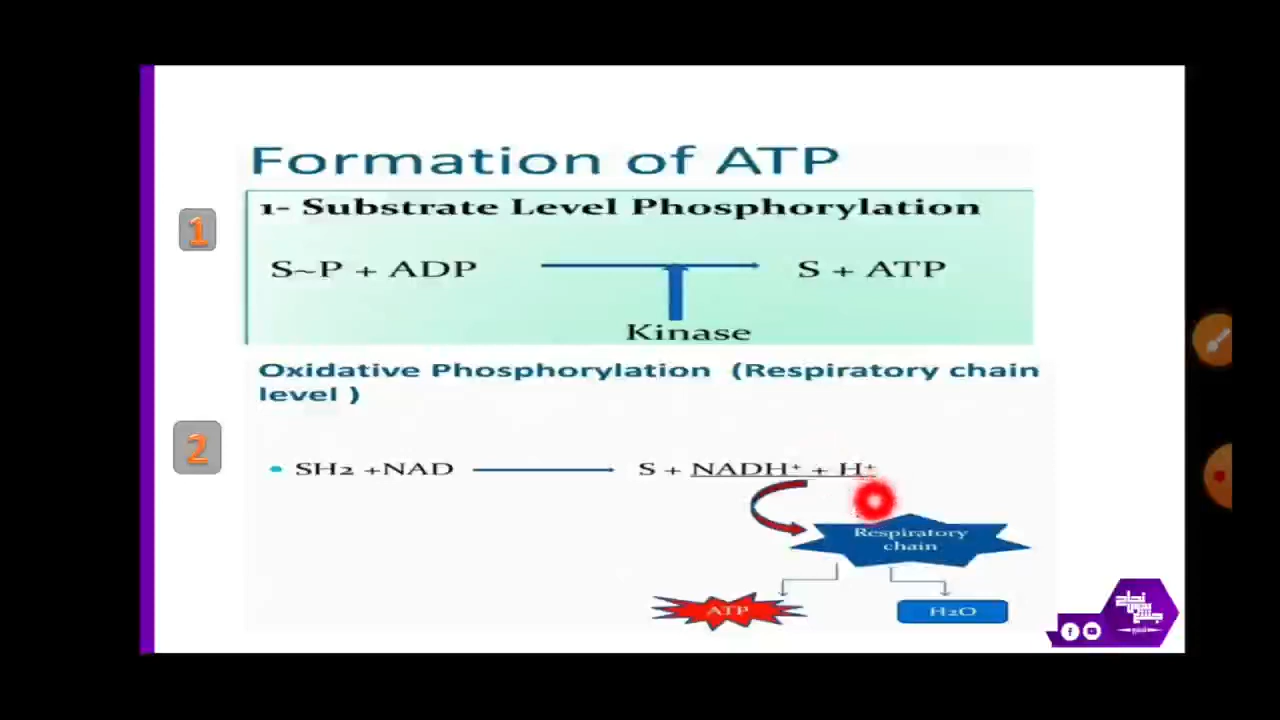 Formation of ATP
1
1- Substrate Level Phosphorylation
S~P + ADP S + ATP
Kinase
Oxidative Phosphorylation (Respiratory chain
level )
2
• SH2 +NAD S + NADH⁺ + H⁺
Respiratory
chain
ATP
H2O